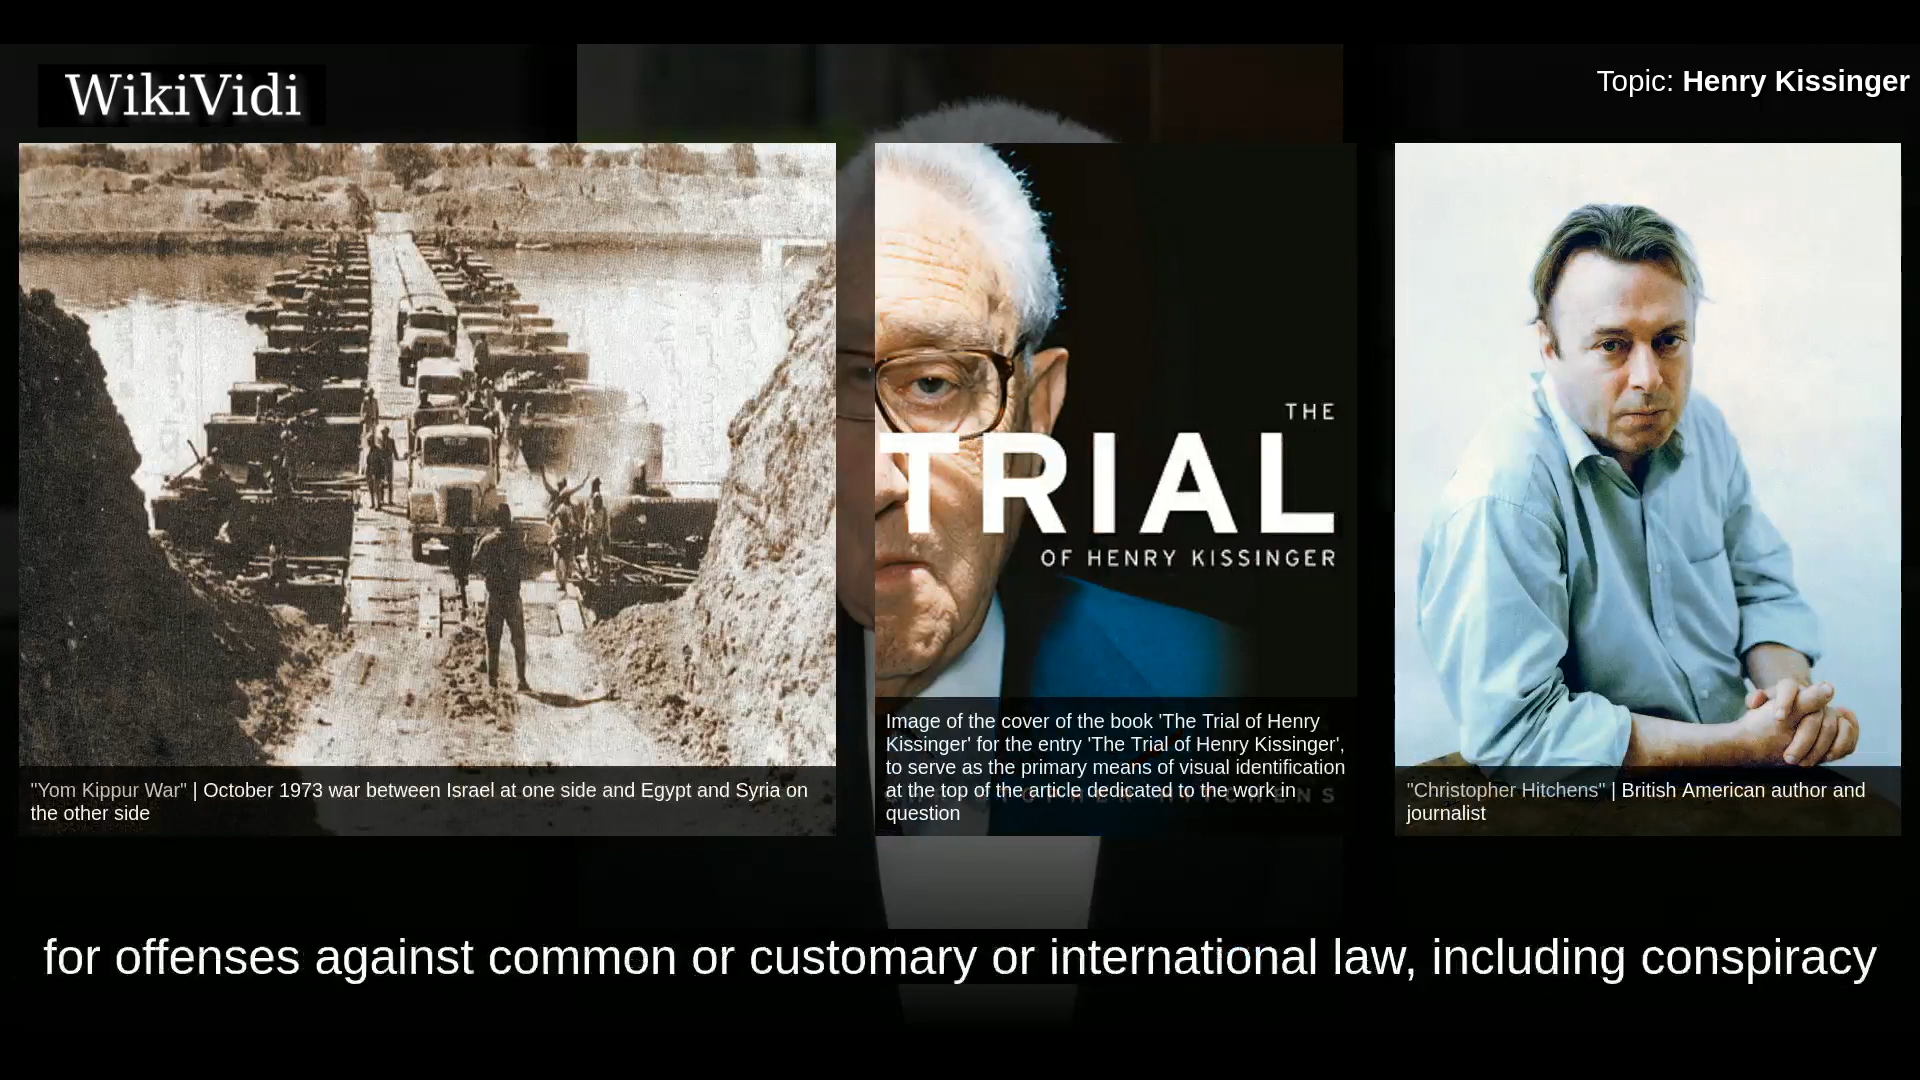 WikiVidi
Topic: Henry Kissinger
THE
TRIAL
OF HENRY KISSINGER
"Yom Kippur War" | October 1973 war between Israel at one side and Egypt and Syria on
the other side
Image of the cover of the book 'The Trial of Henry
Kissinger' for the entry 'The Trial of Henry Kissinger',
to serve as the primary means of visual identification
at the top of the article dedicated to the work in
question
"Christopher Hitchens" | British American author and
journalist
for offenses against common or customary or international law, including conspiracy